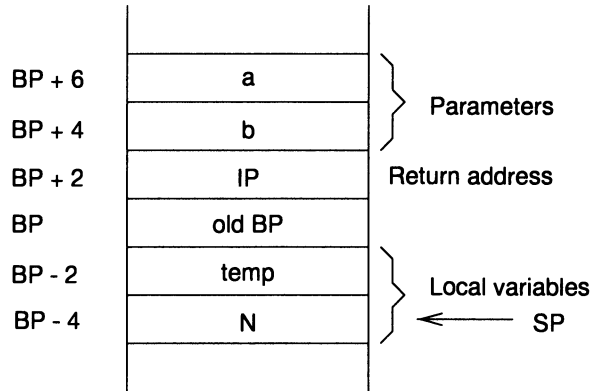 BP + 6 a
Parameters
BP + 4 b
BP + 2 IP Return address
BP old BP
BP - 2 temp
Local variables
BP - 4 N SP